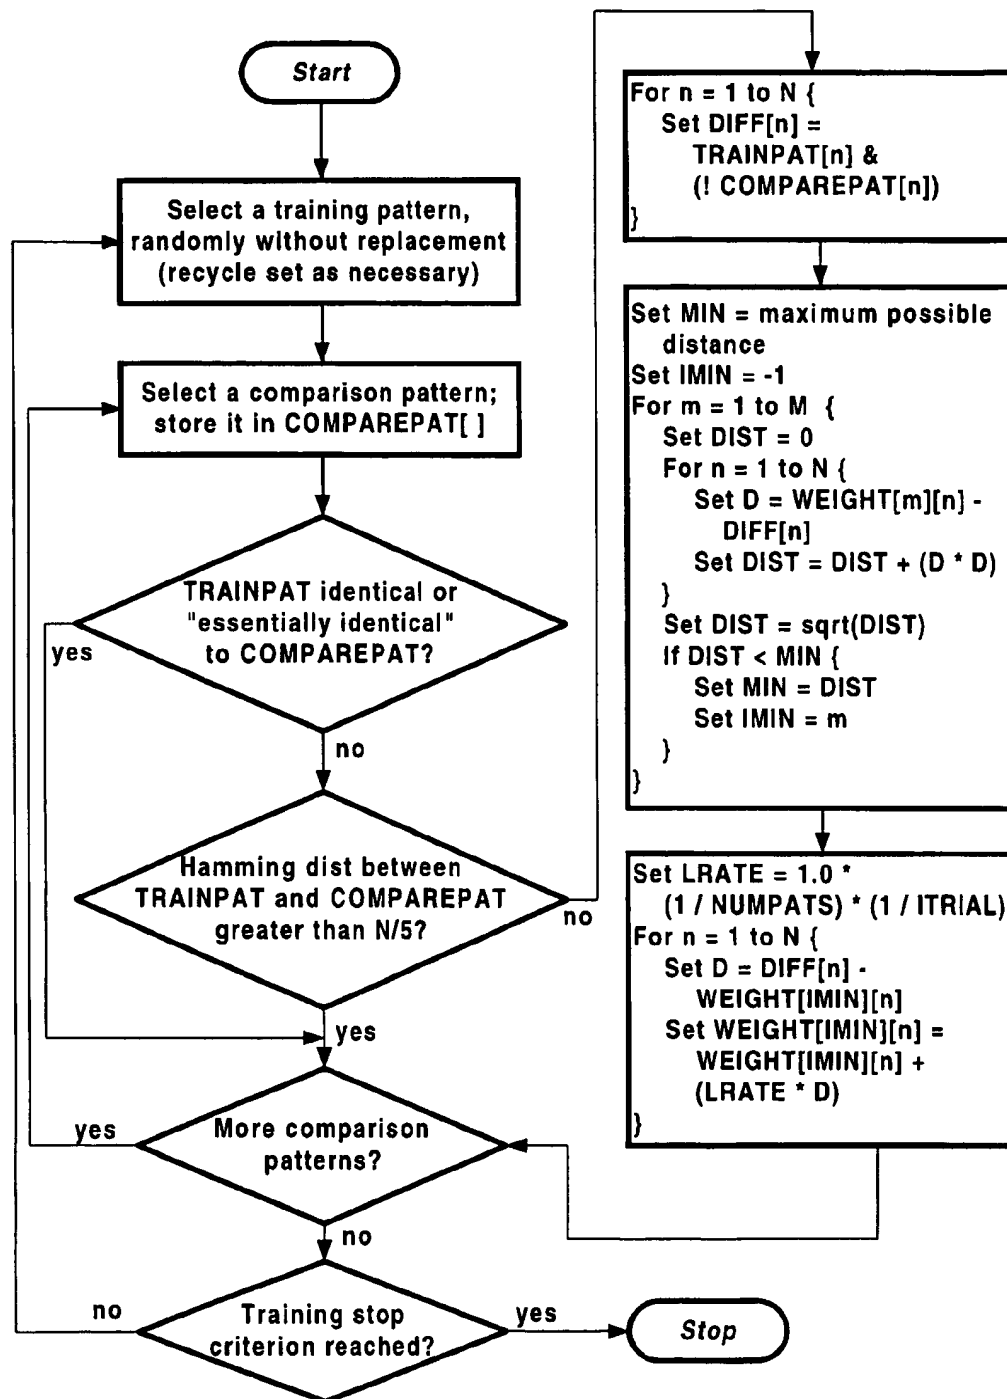 Start
Select a training pattern,
randomly without replacement
(recycle set as necessary)
Select a comparison pattern;
store it in COMPAREPAT[ ]
TRAINPAT identical or
"essentially identical"
to COMPAREPAT?
yes
no
Hamming dist between
TRAINPAT and COMPAREPAT
greater than N/5?
no
yes
More comparison
patterns?
yes
no
Training stop
criterion reached?
no
yes
Stop
For n = 1 to N {
Set DIFF[n] =
TRAINPAT[n] &
(! COMPAREPAT[n])
}
Set MIN = maximum possible
distance
Set IMIN = -1
For m = 1 to M {
Set DIST = 0
For n = 1 to N {
Set D = WEIGHT[m][n] -
DIFF[n]
Set DIST = DIST + (D * D)
}
Set DIST = sqrt(DIST)
If DIST < MIN {
Set MIN = DIST
Set IMIN = m
}
}
Set LRATE = 1.0 *
(1 / NUMPATS) * (1 / ITRIAL)
For n = 1 to N {
Set D = DIFF[n] -
WEIGHT[IMIN][n]
Set WEIGHT[IMIN][n] =
WEIGHT[IMIN][n] +
(LRATE * D)
}